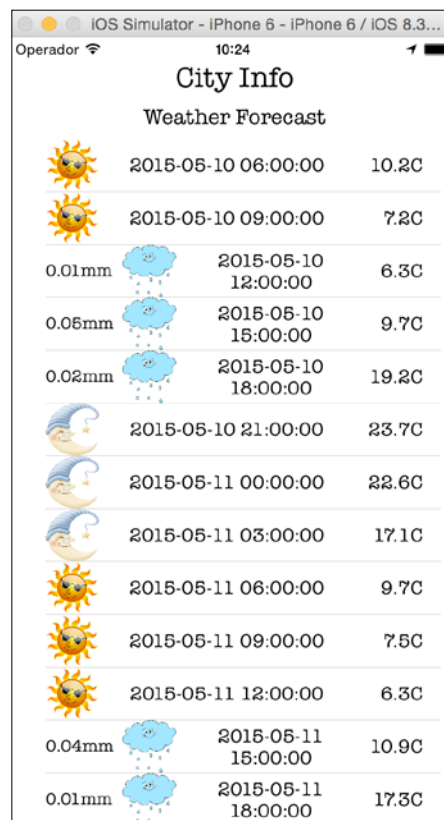 iOS Simulator - iPhone 6 - iPhone 6 / iOS 8.3...
Operador 10:24
City Info
Weather Forecast
2015-05-10 06:00:00 10.2C
2015-05-10 09:00:00 7.2C
0.01mm 2015-05-10 12:00:00 6.3C
0.05mm 2015-05-10 15:00:00 9.7C
0.02mm 2015-05-10 18:00:00 19.2C
2015-05-10 21:00:00 23.7C
2015-05-11 00:00:00 22.6C
2015-05-11 03:00:00 17.1C
2015-05-11 06:00:00 9.7C
2015-05-11 09:00:00 7.5C
2015-05-11 12:00:00 6.3C
0.04mm 2015-05-11 15:00:00 10.9C
0.01mm 2015-05-11 18:00:00 17.3C